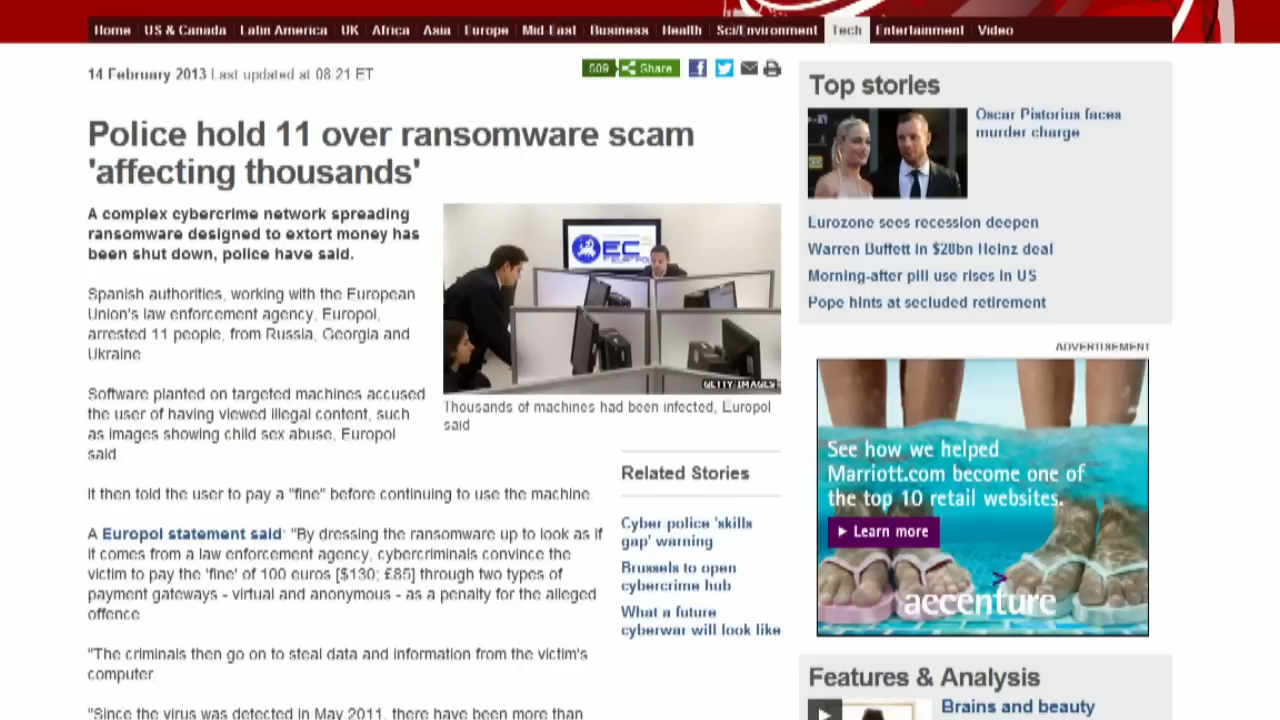 Home US & Canada Latin America UK Africa Asia Europe Mid-East Business Health Sci/Environment Tech Entertainment Video
14 February 2013 Last updated at 08:21 ET
509 Share
Police hold 11 over ransomware scam
'affecting thousands'
A complex cybercrime network spreading
ransomware designed to extort money has
been shut down, police have said.
Spanish authorities, working with the European
Union's law enforcement agency, Europol,
arrested 11 people, from Russia, Georgia and
Ukraine
Software planted on targeted machines accused
the user of having viewed illegal content, such
as images showing child sex abuse, Europol
said
It then told the user to pay a "fine" before continuing to use the machine
A Europol statement said: "By dressing the ransomware up to look as if
it comes from a law enforcement agency, cybercriminals convince the
victim to pay the 'fine' of 100 euros [$130; £85] through two types of
payment gateways - virtual and anonymous - as a penalty for the alleged
offence
"The criminals then go on to steal data and information from the victim's
computer
"Since the virus was detected in May 2011, there have been more than
EC3
GETTY IMAGES
Thousands of machines had been infected, Europol
said
Related Stories
Cyber police 'skills
gap' warning
Brussels to open
cybercrime hub
What a future
cyberwar will look like
Top stories
Oscar Pistorius faces
murder charge
Eurozone sees recession deepen
Warren Buffett in $28bn Heinz deal
Morning-after pill use rises in US
Pope hints at secluded retirement
ADVERTISEMENT
See how we helped
Marriott.com become one of
the top 10 retail websites.
Learn more
accenture
Features & Analysis
Brains and beauty